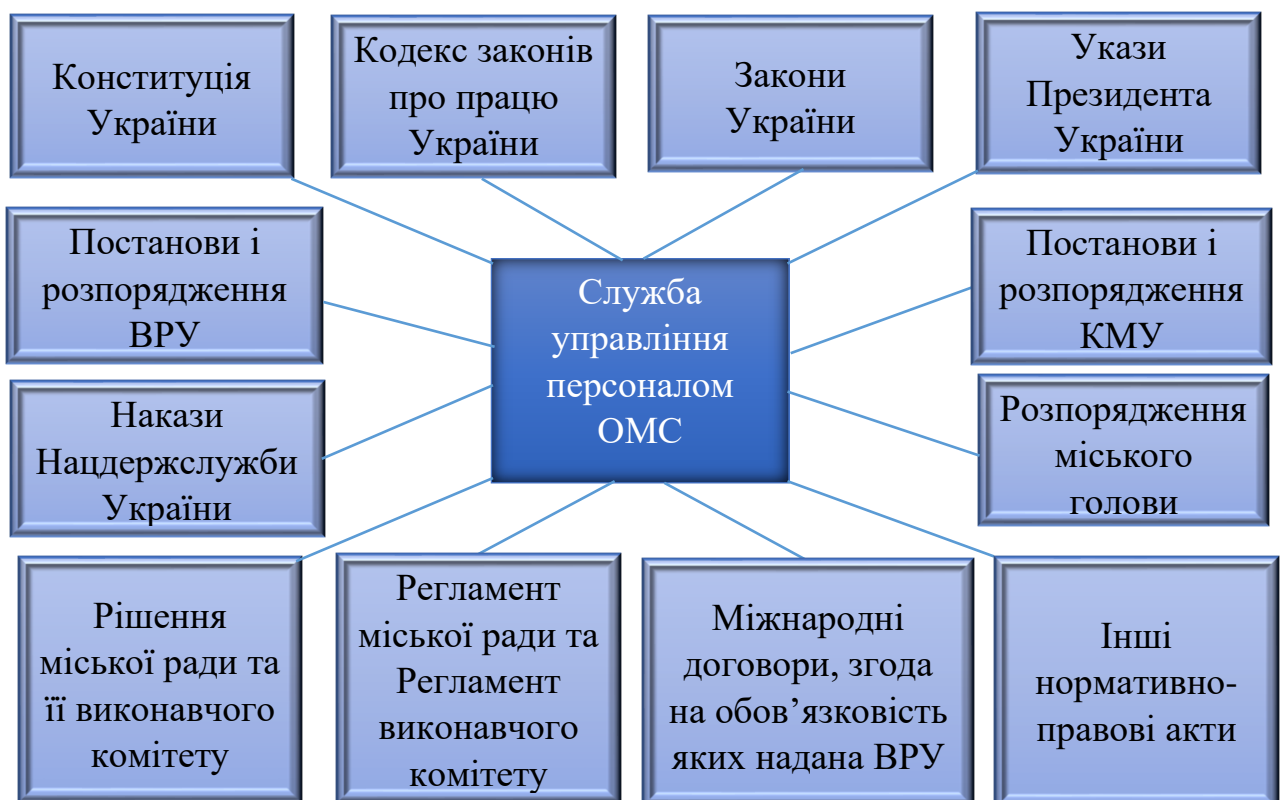 Конституція
України
Кодекс законів
про працю
України
Закони
України
Укази
Президента
України
Постанови і
розпорядження
ВРУ
Служба
управління
персоналом
ОМС
Постанови і
розпорядження
КМУ
Накази
Нацдержслужби
України
Розпорядження
міського
голови
Рішення
міської ради та
її виконавчого
комітету
Регламент
міської ради та
Регламент
виконавчого
комітету
Міжнародні
договори, згода
на обов’язковість
яких надана ВРУ
Інші
нормативно-
правові акти